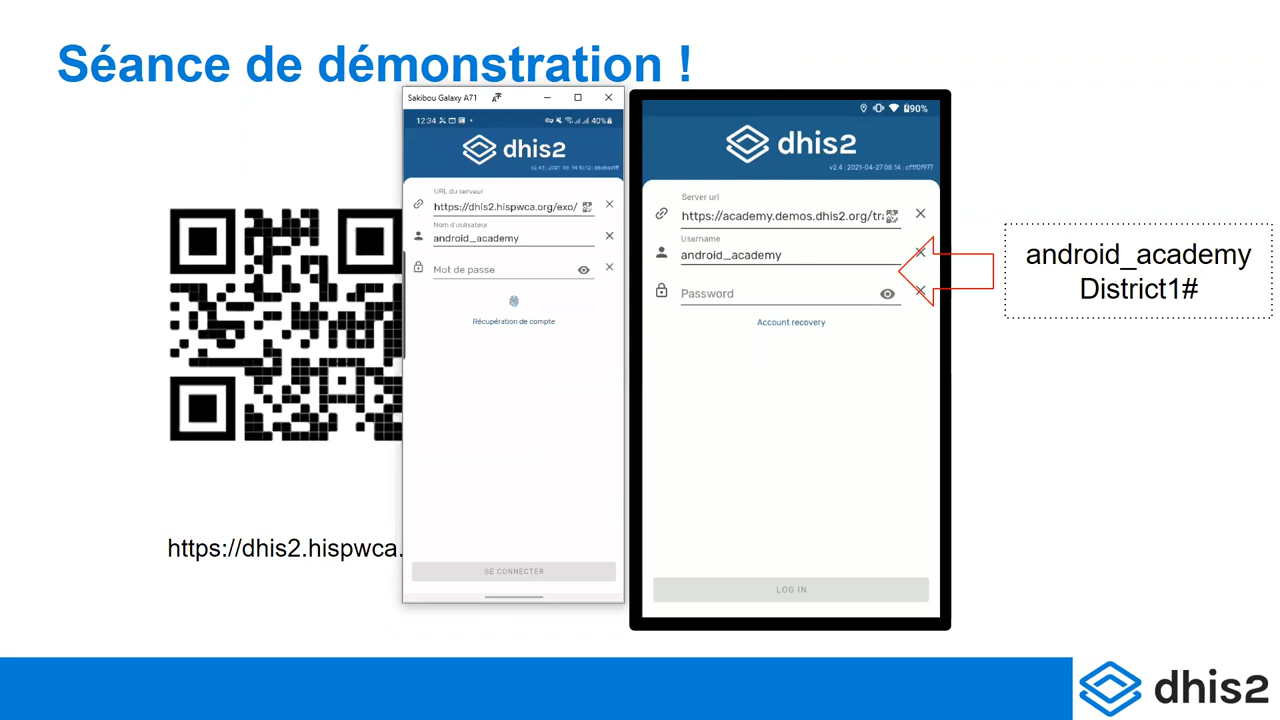 Séance de démonstration !
Sakibou Galaxy A71
12:34
40%
dhis2
URL du serveur
https://dhis2.hispwca.org/exo/
Nom d'utilisateur
android_academy
Mot de passe
Récupération de compte
SE CONNECTER
90%
dhis2
v2.4 : 2021-04-27 08:14 : cf1f0f977
Server url
https://academy.demos.dhis2.org/tr
Username
android_academy
Password
Account recovery
LOG IN
android_academy
District1#
https://dhis2.hispwca.
dhis2